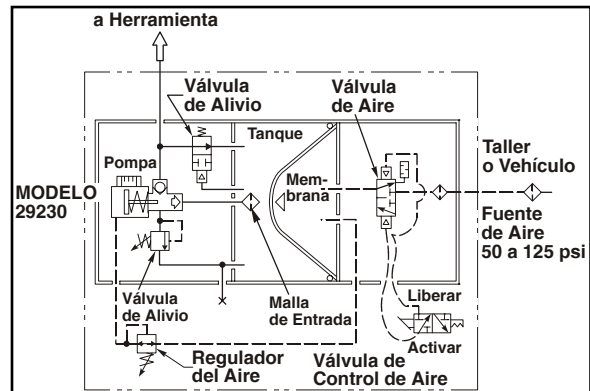 a Herramienta
Válvula
de Alivio
Válvula
de Aire
Tanque
Pompa
Taller
o Vehículo
MODELO
29230
Mem-
brana
Fuente
de Aire
50 a 125 psi
Válvula
de Alivio
Malla
de Entrada
Liberar
Activar
Regulador
del Aire
Válvula de
Control de Aire